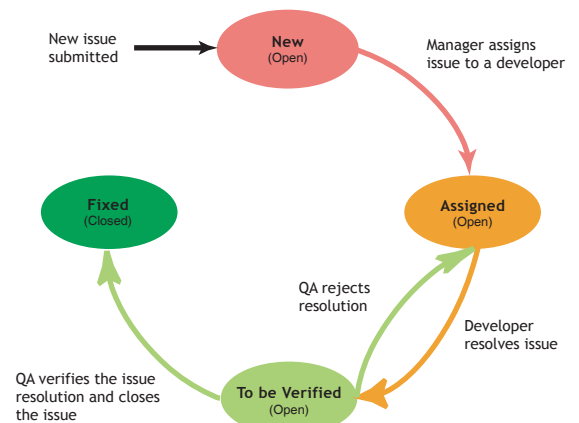 New issue
submitted
New
(Open)
Manager assigns
issue to a developer
Fixed
(Closed)
Assigned
(Open)
QA rejects
resolution
Developer
resolves issue
QA verifies the issue
resolution and closes
the issue
To be Verified
(Open)